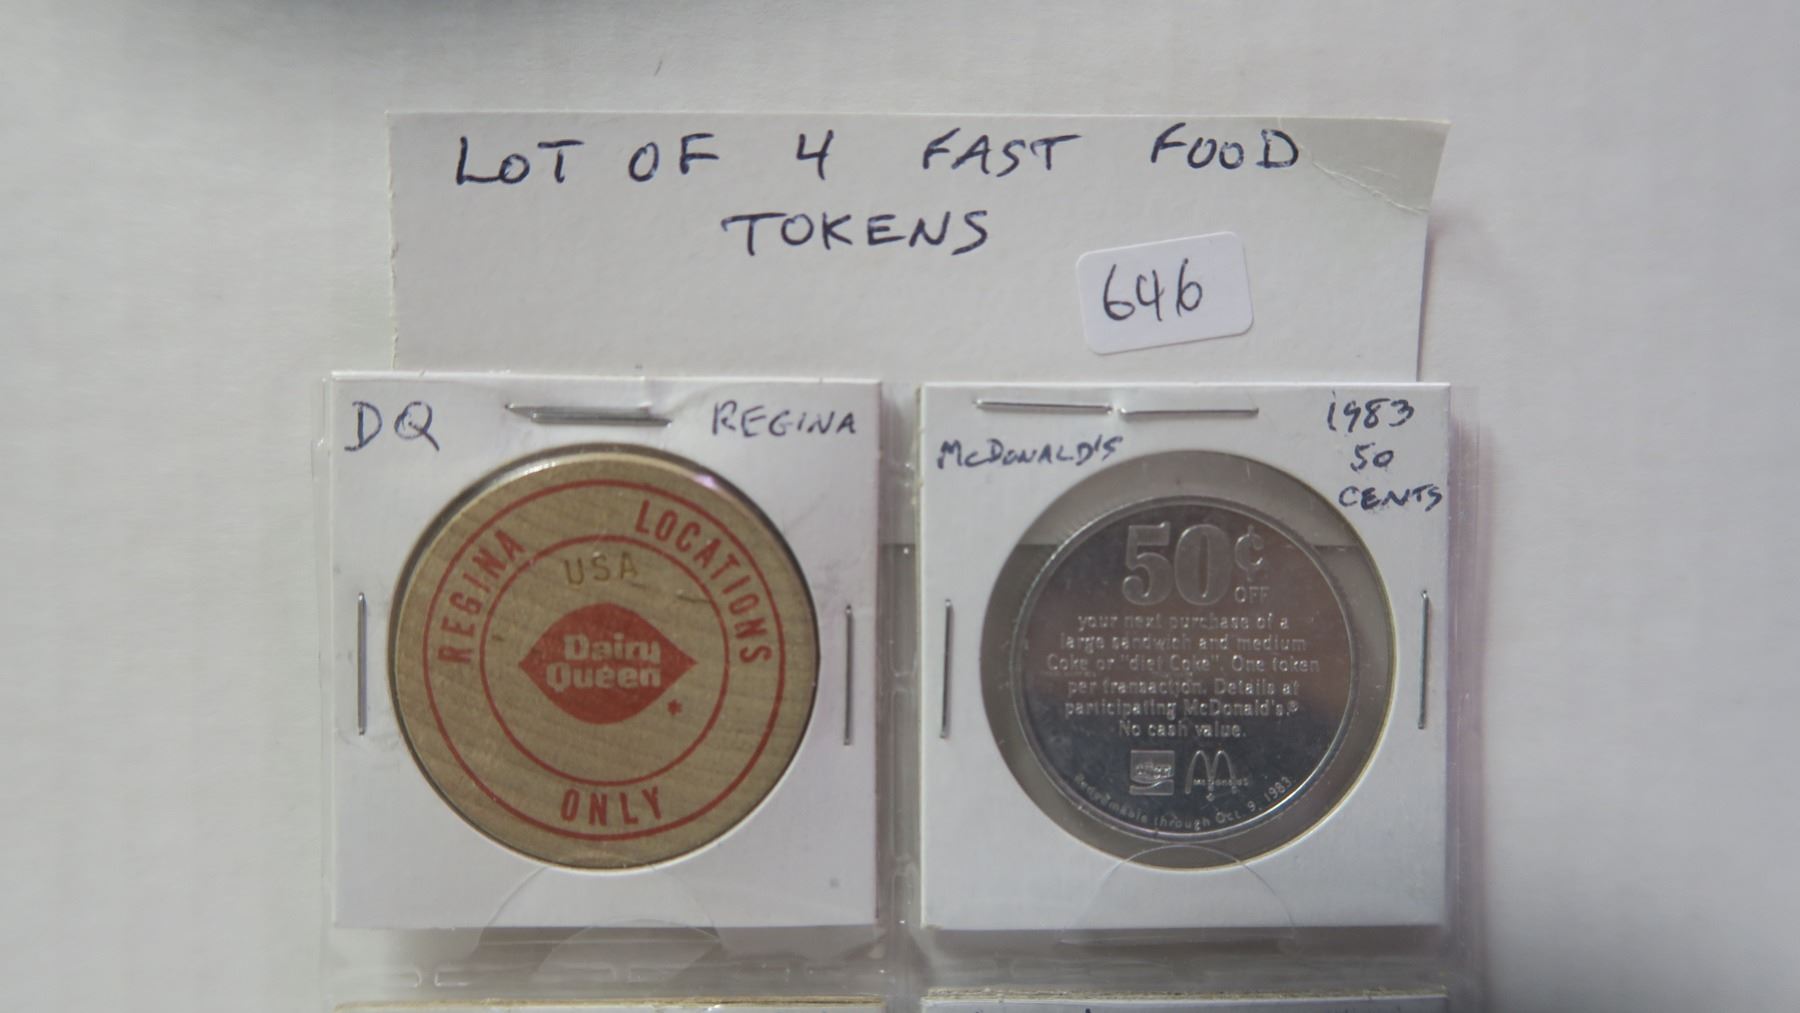 LOT OF 4 FAST FOOD
TOKENS
646
DQ REGINA
REGINA LOCATIONS
USA
Dairy
Queen
ONLY
McDONALD'S
1983
50
CENTS
50¢
OFF
your next purchase of a
large sandwich and medium
Coke or "diet Coke". One token
per transaction. Details at
participating McDonald's.®
No cash value.
McDonald's
Redeemable through Oct. 9, 1983.